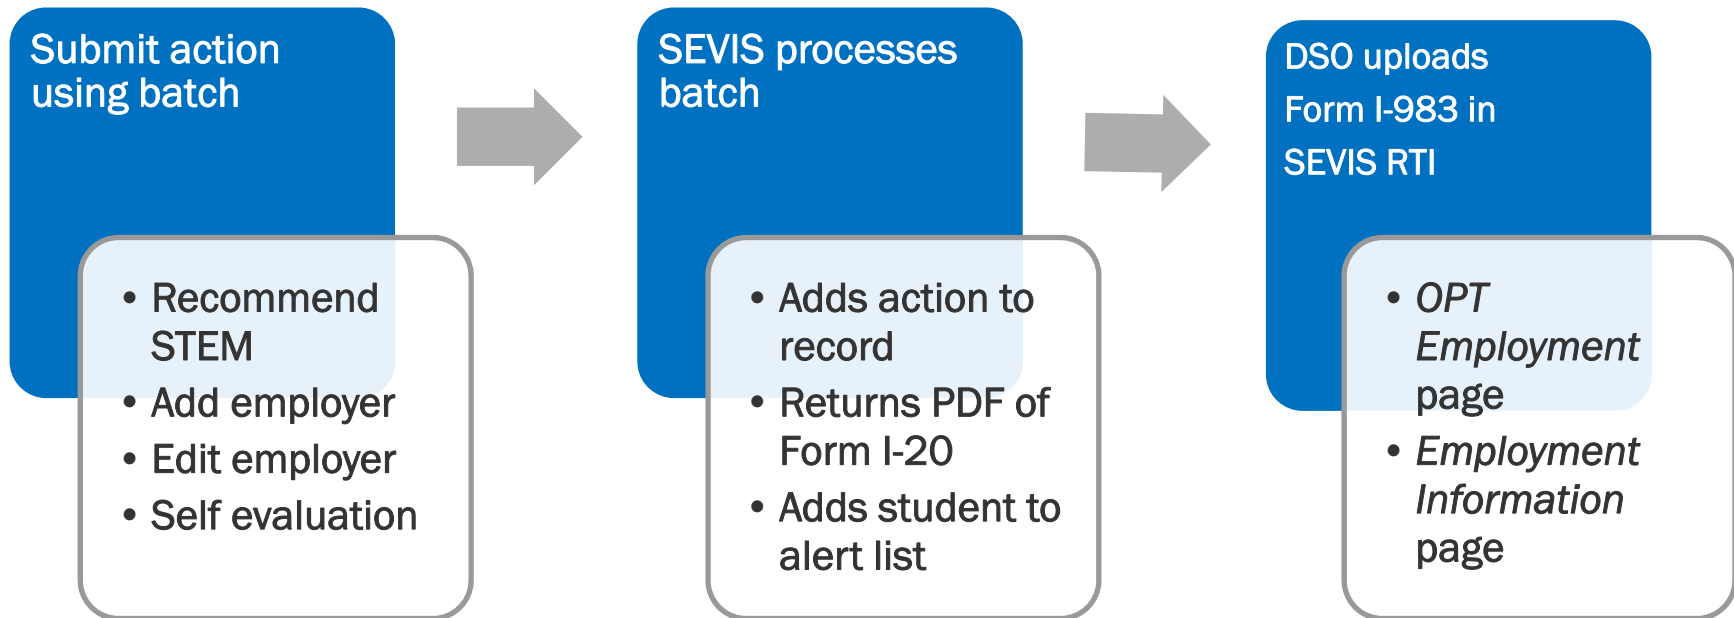 Submit action
using batch
• Recommend
STEM
• Add employer
• Edit employer
• Self evaluation
SEVIS processes
batch
• Adds action to
record
• Returns PDF of
Form I-20
• Adds student to
alert list
DSO uploads
Form I-983 in
SEVIS RTI
• OPT
Employment
page
• Employment
Information
page